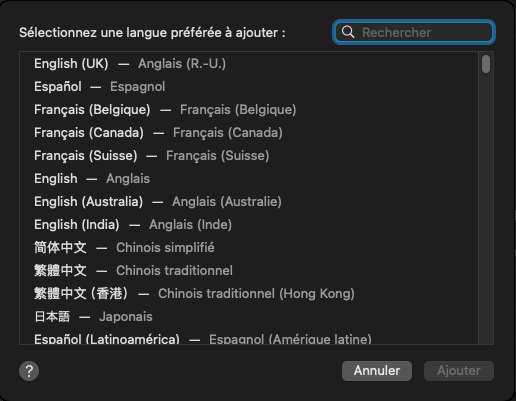 Sélectionnez une langue préférée à ajouter :
Rechercher
English (UK) — Anglais (R.-U.)
Español — Espagnol
Français (Belgique) — Français (Belgique)
Français (Canada) — Français (Canada)
Français (Suisse) — Français (Suisse)
English — Anglais
English (Australia) — Anglais (Australie)
English (India) — Anglais (Inde)
简体中文 — Chinois simplifié
繁體中文 — Chinois traditionnel
繁體中文（香港） — Chinois traditionnel (Hong Kong)
日本語 — Japonais
Español (Latinoamérica) — Espagnol (Amérique latine)
?
Annuler
Ajouter